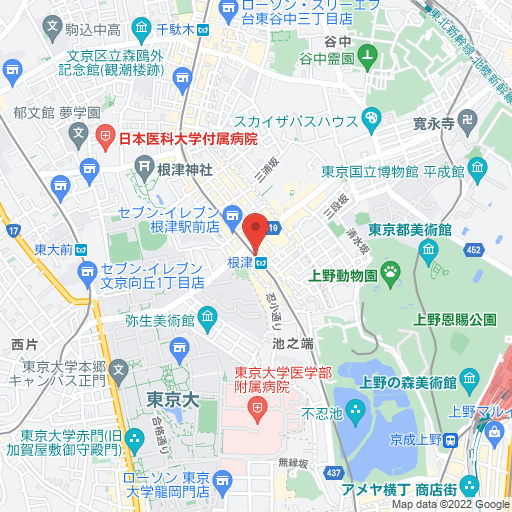 千駄木
ローソン・スリーエフ
台東谷中三丁目店
駒込中高
文京区立森鴎外
記念館(観潮楼跡)
谷中
谷中霊園
東北新幹線・北陸新幹線
郁文館 夢学園
スカイザバスハウス
寛永寺
日本医科大学付属病院
根津神社
三浦坂
東京国立博物館 平成館
三段坂
セブン-イレブン
根津駅前店
319
清水坂
東京都美術館
17
東大前
452
根津
セブン-イレブン
文京向丘1丁目店
上野動物園
忍小通り
弥生美術館
上野恩賜公園
西片
池之端
東京大学本郷
キャンパス正門
東京大学医学部
附属病院
上野の森美術館
東京大
不忍池
上野マルイ
合格通り
東京大学赤門(旧
加賀屋敷御守殿門)
京成上野
無縁坂
437
ローソン 東京
大学龍岡門店
アメヤ横丁 商店街
Map data ©2022 Google